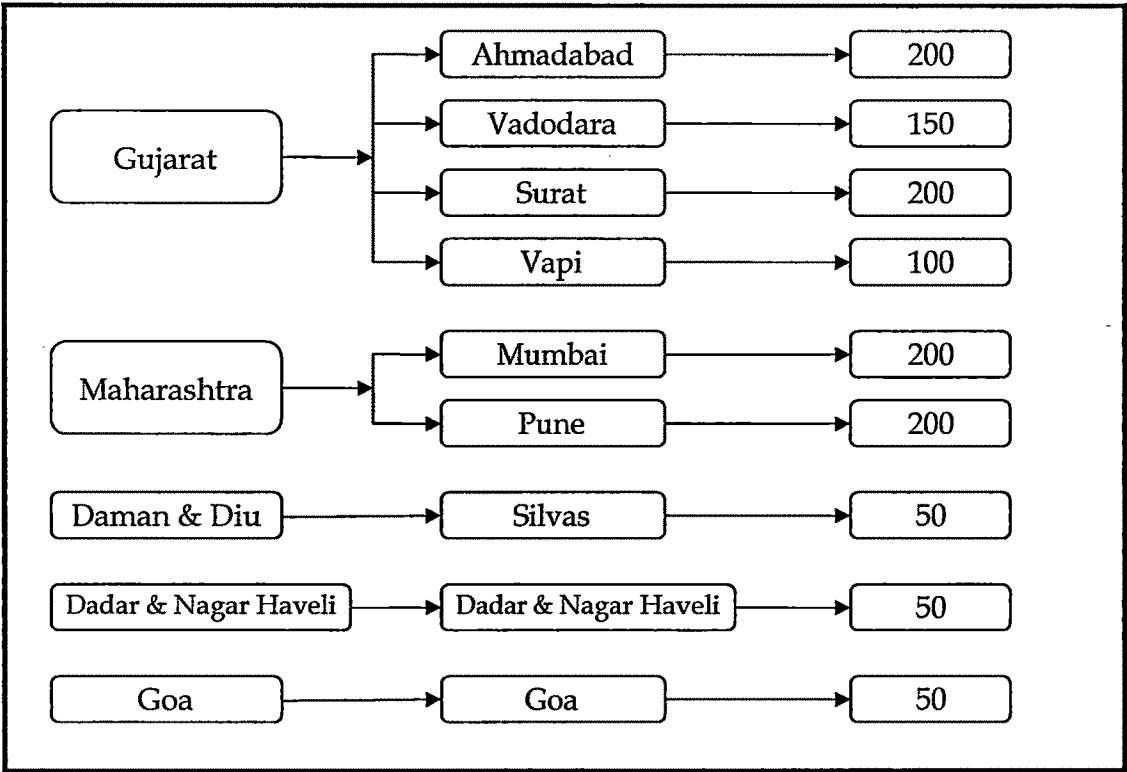 Ahmadabad
200
Vadodara
150
Gujarat
Surat
200
Vapi
100
Mumbai
200
Maharashtra
Pune
200
Daman & Diu
Silvas
50
Dadar & Nagar Haveli
Dadar & Nagar Haveli
50
Goa
Goa
50